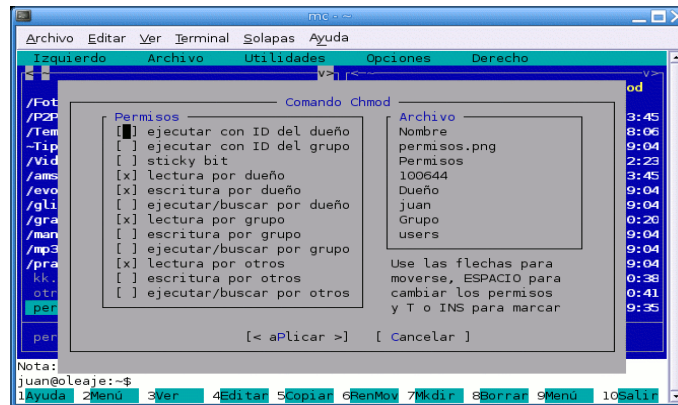 mc - ~
Archivo Editar Ver Terminal Solapas Ayuda
Izquierdo Archivo Utilidades Opciones Derecho
<-~ v> <-~ v>
od
Comando Chmod
/Fot
Permisos Archivo
/P2P [ ] ejecutar con ID del dueño Nombre 3:45
/Tem [ ] ejecutar con ID del grupo permisos.png 8:06
~Tip [ ] sticky bit Permisos 9:04
/Vid [x] lectura por dueño 100644 2:23
/ams [x] escritura por dueño Dueño 3:45
/evo [ ] ejecutar/buscar por dueño juan 9:04
/gli [x] lectura por grupo Grupo 9:04
/gra [ ] escritura por grupo users 0:20
/man [ ] ejecutar/buscar por grupo 9:04
/mp3 [x] lectura por otros Use las flechas para 9:04
/pra [ ] escritura por otros moverse, ESPACIO para 9:04
kk. [ ] ejecutar/buscar por otros cambiar los permisos 0:38
otr y T o INS para marcar 0:41
per 9:35
per [< aPlicar >] [ Cancelar ]
Nota:
juan@oleaje:~$
1Ayuda 2Menú 3Ver 4Editar 5Copiar 6RenMov 7Mkdir 8Borrar 9Menú 10Salir